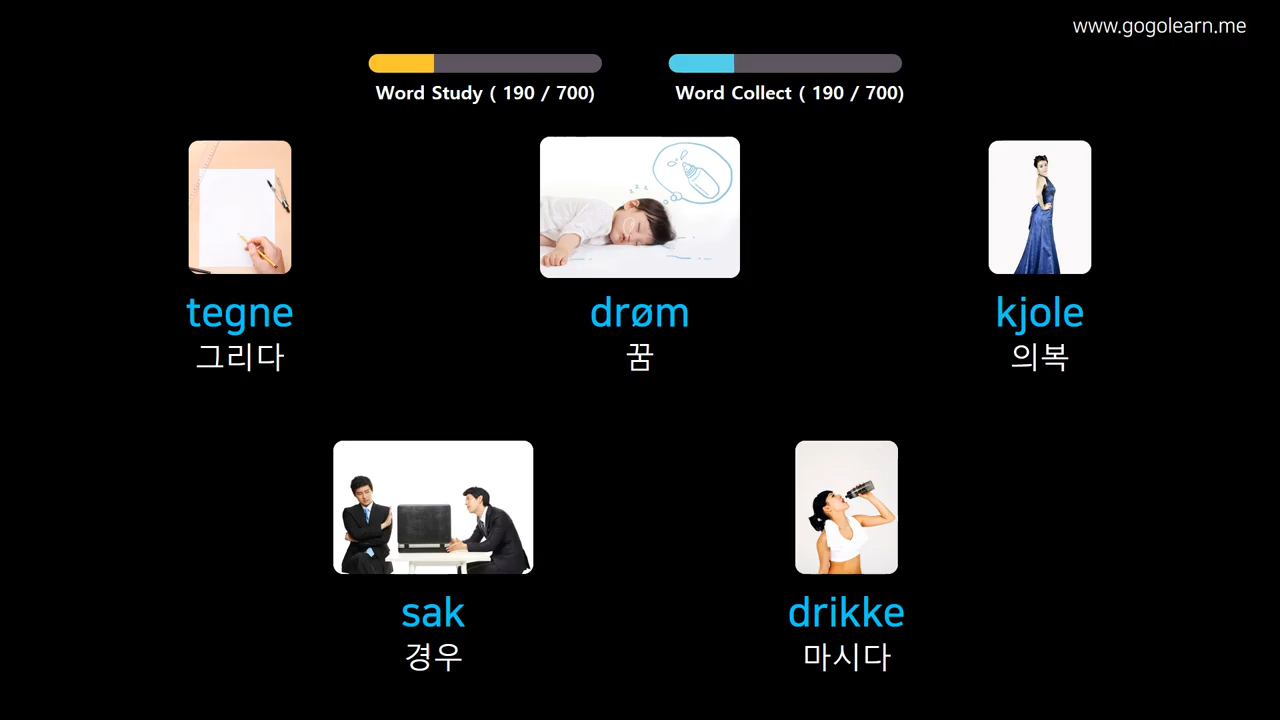 www.gogolearn.me
Word Study ( 190 / 700)
Word Collect ( 190 / 700)
tegne
그리다
drøm
꿈
kjole
의복
sak
경우
drikke
마시다